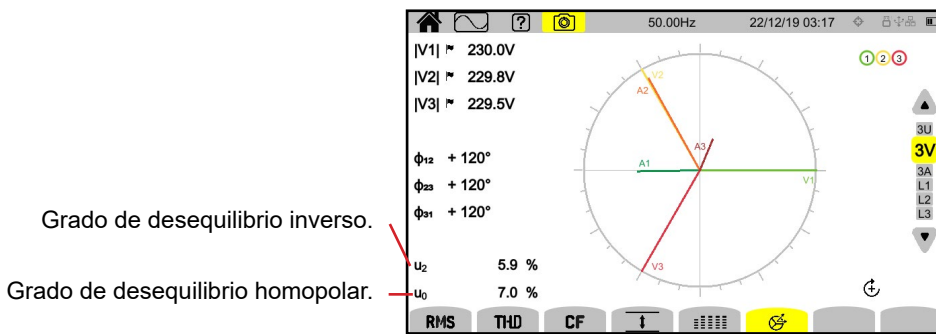 50.00Hz 22/12/19 03:17
|V1| 230.0V
|V2| 229.8V
|V3| 229.5V
ϕ₁₂ + 120°
ϕ₂₃ + 120°
ϕ₃₁ + 120°
Grado de desequilibrio inverso.
u₂ 5.9 %
Grado de desequilibrio homopolar.
u₀ 7.0 %
V2
A2
A3
A1
V1
V3
1 2 3
3U
3V
3A
L1
L2
L3
RMS THD CF